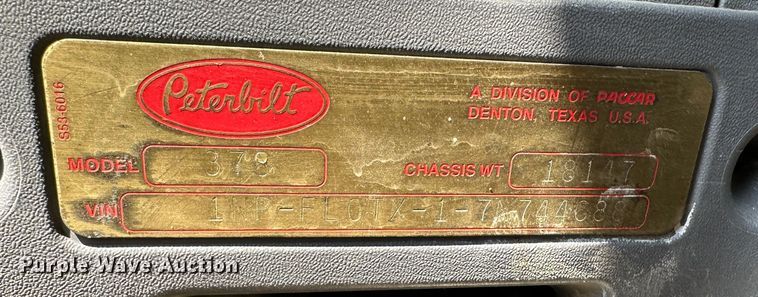 Peterbilt
A DIVISION OF PACCAR
DENTON, TEXAS U.S.A.
S53-6016
MODEL 378
CHASSIS WT 18147
VIN
Purple Wave Auction